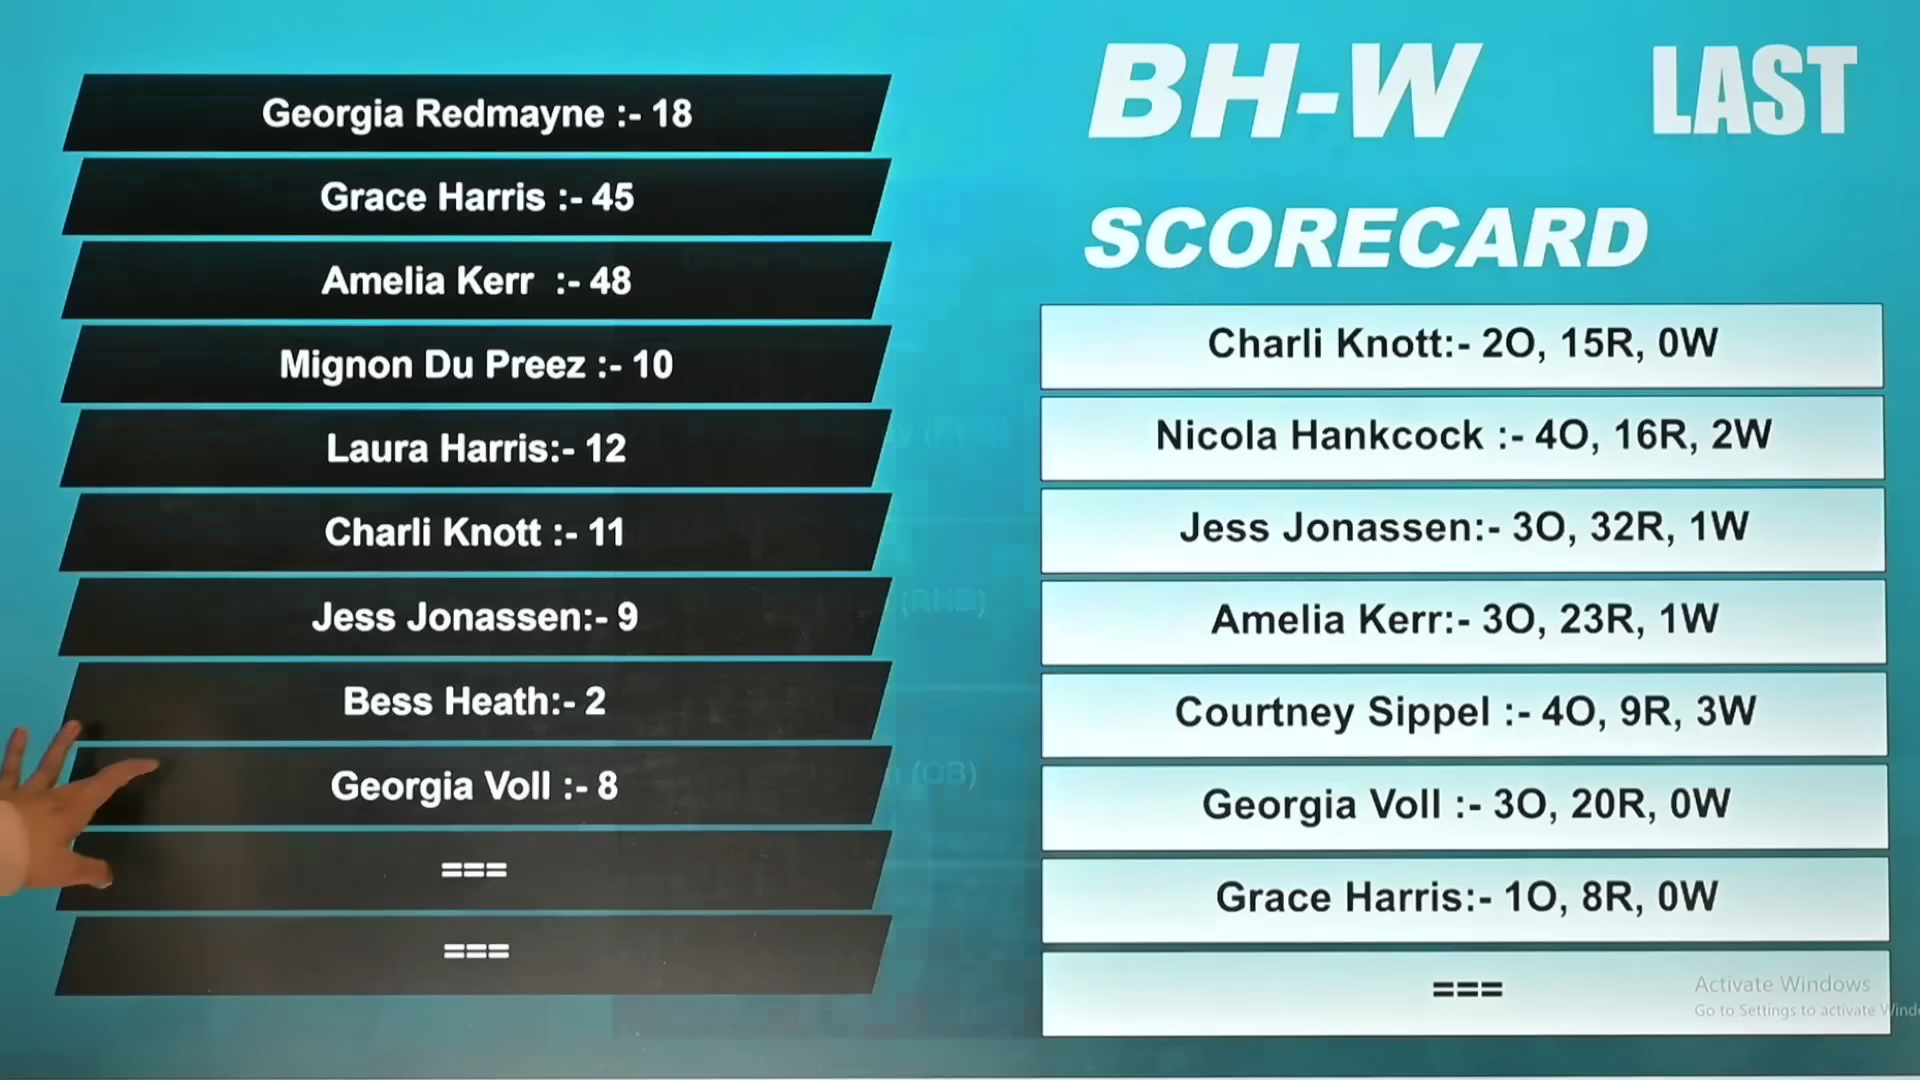 Georgia Redmayne :- 18
Grace Harris :- 45
Amelia Kerr :- 48
Mignon Du Preez :- 10
Laura Harris:- 12
Charli Knott :- 11
Jess Jonassen:- 9
Bess Heath:- 2
Georgia Voll :- 8
===
===
BH-W LAST
SCORECARD
Charli Knott:- 2O, 15R, 0W
Nicola Hankcock :- 4O, 16R, 2W
Jess Jonassen:- 3O, 32R, 1W
Amelia Kerr:- 3O, 23R, 1W
Courtney Sippel :- 4O, 9R, 3W
Georgia Voll :- 3O, 20R, 0W
Grace Harris:- 1O, 8R, 0W
===
(RHB)
(OB)
Activate Windows
Go to Settings to activate Wind